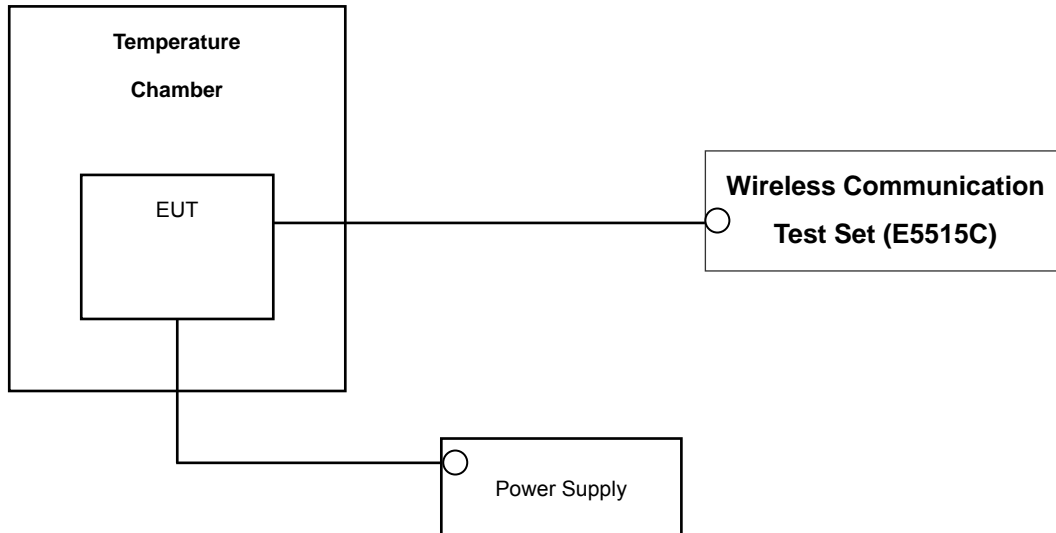 Temperature
Chamber
EUT
Wireless Communication
Test Set (E5515C)
Power Supply